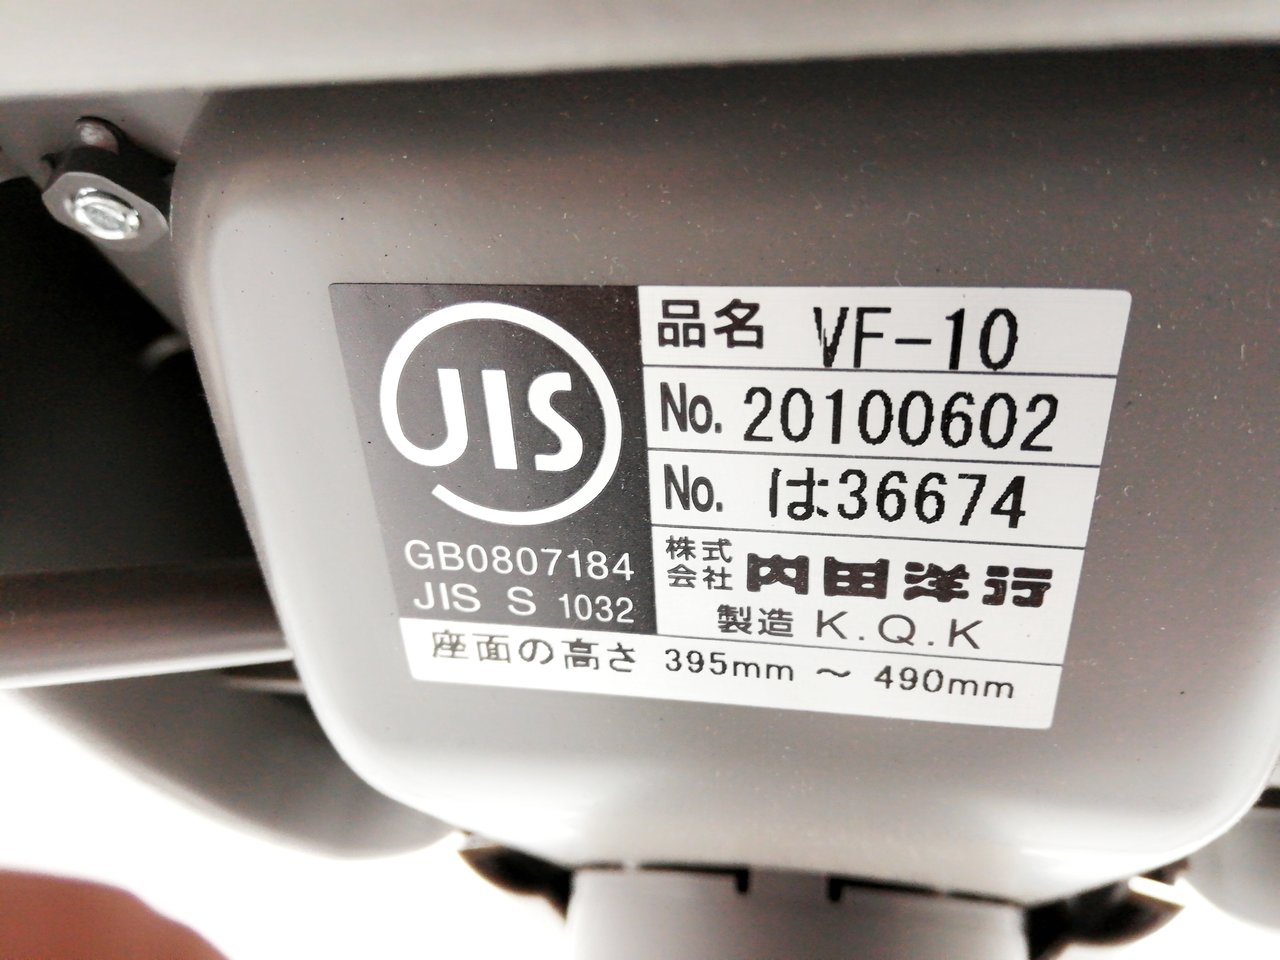 JIS
GB0807184
JIS S 1032
品名 VF-10
No. 20100602
No. は36674
株式会社 内田洋行
製造 K.Q.K
座面の高さ 395mm ～ 490mm